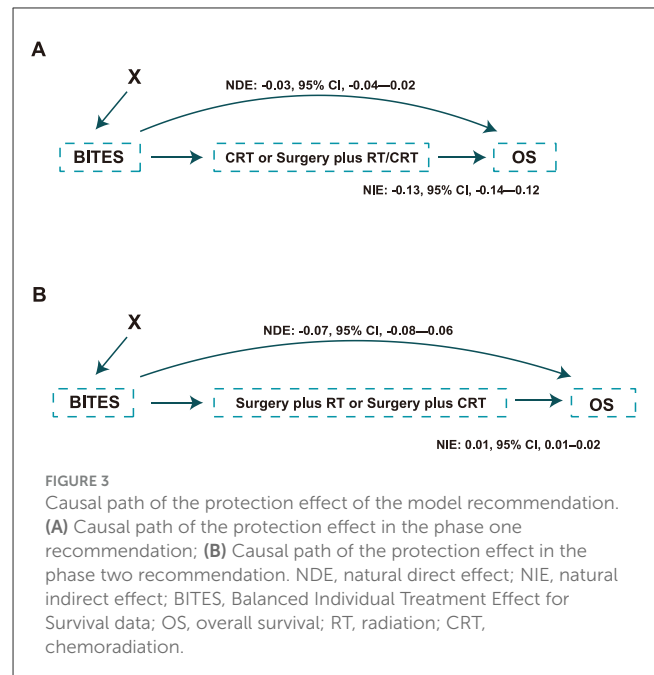 A
X
NDE: -0.03, 95% CI, -0.04—0.02
BITES
CRT or Surgery plus RT/CRT
OS
NIE: -0.13, 95% CI, -0.14—0.12
B
X
NDE: -0.07, 95% CI, -0.08—0.06
BITES
Surgery plus RT or Surgery plus CRT
OS
NIE: 0.01, 95% CI, 0.01–0.02
FIGURE 3
Causal path of the protection effect of the model recommendation.
(A) Causal path of the protection effect in the phase one
recommendation; (B) Causal path of the protection effect in the
phase two recommendation. NDE, natural direct effect; NIE, natural
indirect effect; BITES, Balanced Individual Treatment Effect for
Survival data; OS, overall survival; RT, radiation; CRT,
chemoradiation.